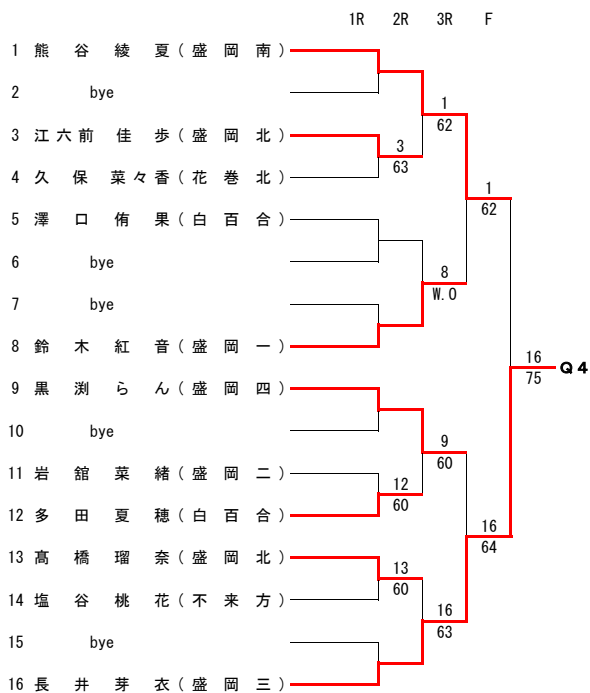 1R 2R 3R F
1 熊谷綾夏(盛岡南)
2 bye
1
62
3 江六前佳歩(盛岡北)
3
63
4 久保菜々香(花巻北)
1
62
5 澤口侑果(白百合)
6 bye
8
W.O
7 bye
8 鈴木紅音(盛岡一)
16
75
Q4
9 黒渕らん(盛岡四)
10 bye
9
60
11 岩舘菜緒(盛岡二)
12
60
12 多田夏穂(白百合)
16
64
13 髙橋瑠奈(盛岡北)
13
60
14 塩谷桃花(不来方)
16
63
15 bye
16 長井芽衣(盛岡三)